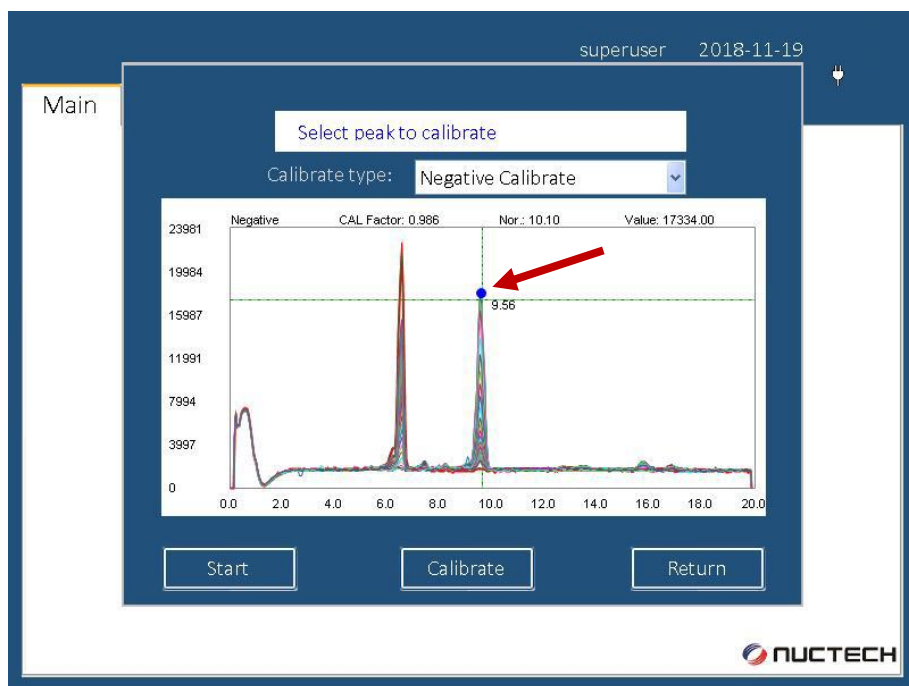 superuser 2018-11-19
Main
Select peak to calibrate
Calibrate type: Negative Calibrate
Negative CAL Factor: 0.986 Nor.: 10.10 Value: 17334.00
23981
19984
15987
11991
7994
3997
0
9.56
0.0 2.0 4.0 6.0 8.0 10.0 12.0 14.0 16.0 18.0 20.0
Start Calibrate Return
NUCTECH